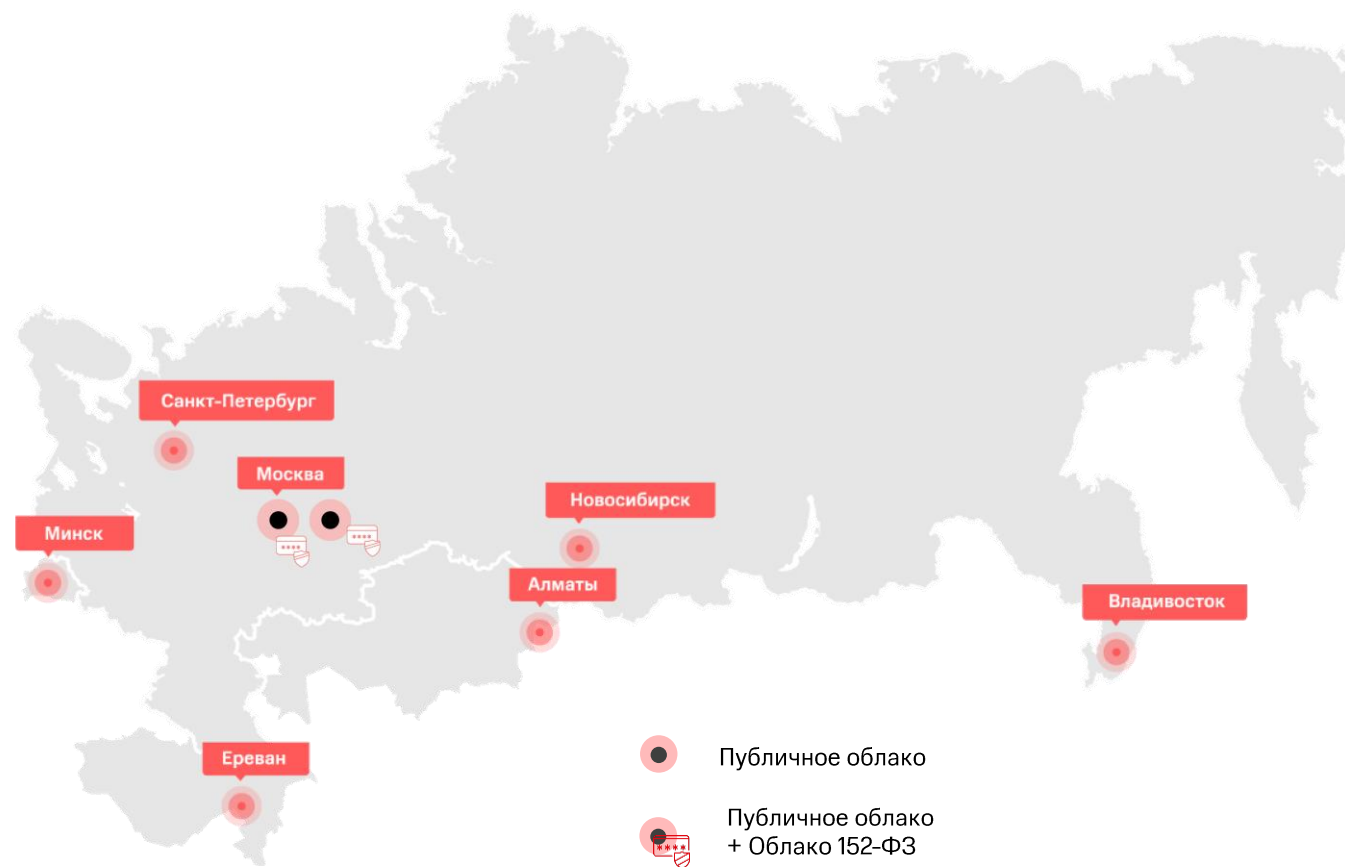 Санкт-Петербург
Москва
Новосибирск
Минск
Алматы
Владивосток
Ереван
Публичное облако
Публичное облако
+ Облако 152-ФЗ